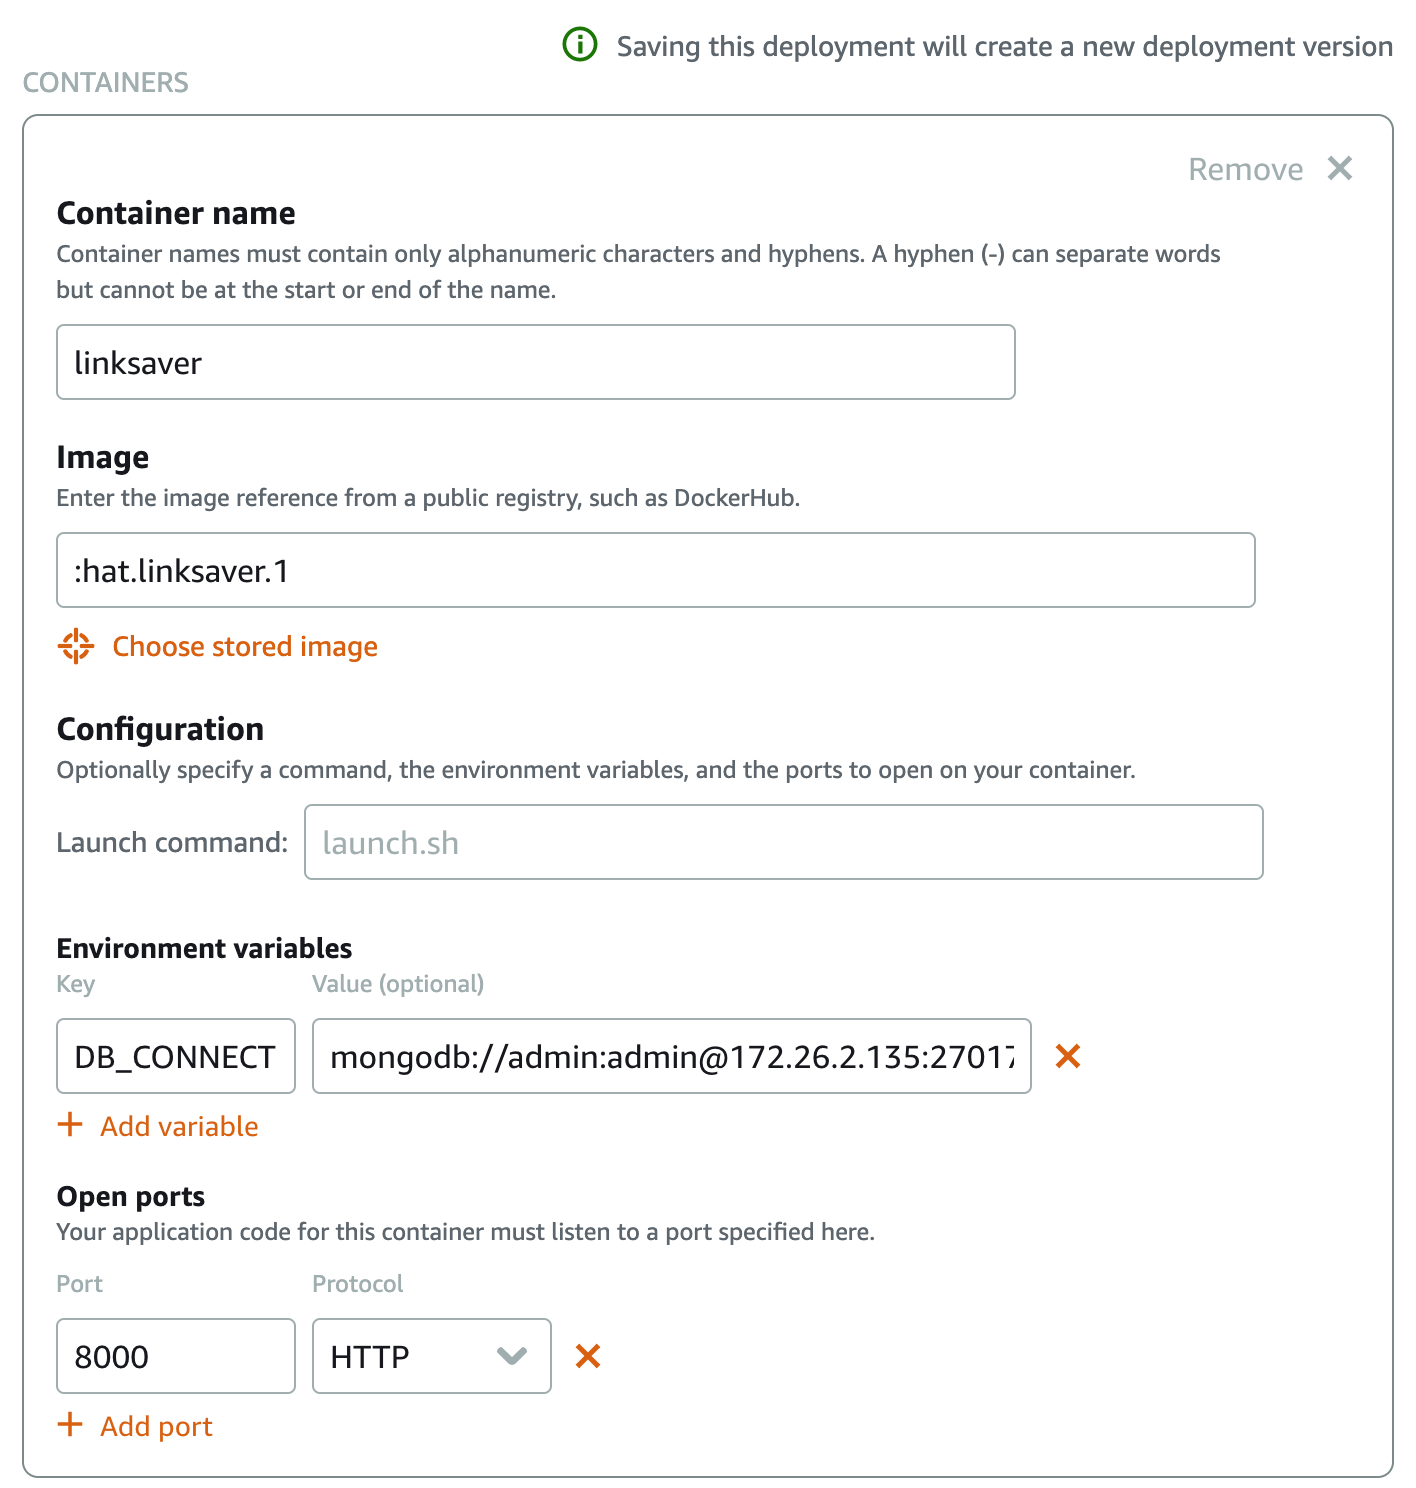 Saving this deployment will create a new deployment version
CONTAINERS
Remove
Container name
Container names must contain only alphanumeric characters and hyphens. A hyphen (-) can separate words
but cannot be at the start or end of the name.
linksaver
Image
Enter the image reference from a public registry, such as DockerHub.
:hat.linksaver.1
Choose stored image
Configuration
Optionally specify a command, the environment variables, and the ports to open on your container.
Launch command: launch.sh
Environment variables
Key Value (optional)
DB_CONNECT mongodb://admin:admin@172.26.2.135:27017
+ Add variable
Open ports
Your application code for this container must listen to a port specified here.
Port Protocol
8000 HTTP
+ Add port